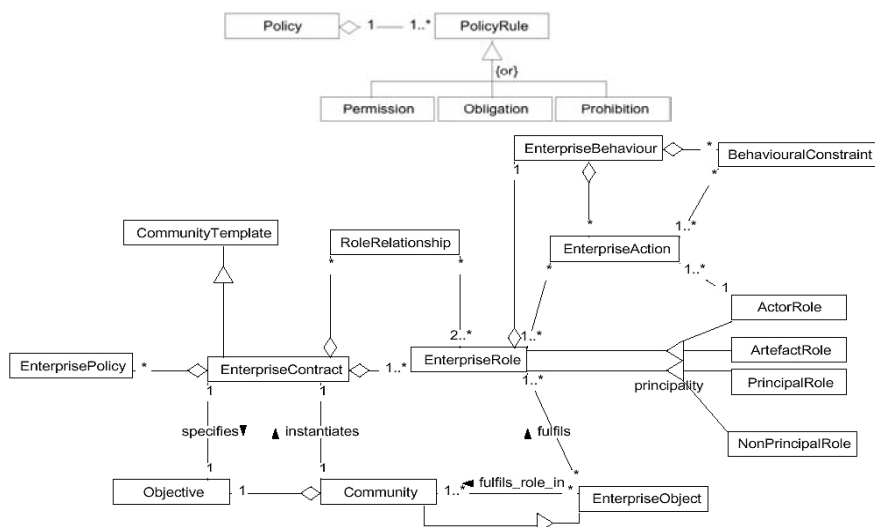 Policy 1 1..* PolicyRule
{or}
Permission Obligation Prohibition
EnterpriseBehaviour * BehaviouralConstraint
1 *
CommunityTemplate RoleRelationship * 1..*
EnterpriseAction
* * * 1..* 1
ActorRole
2..* 1..*
EnterprisePolicy * EnterpriseContract 1..* EnterpriseRole ArtefactRole
1 1 1..* principality PrincipalRole
specifies▼ ▲ instantiates ▲ fulfils NonPrincipalRole
1 1 *
Objective 1 Community 1..* ◄ fulfils_role_in * EnterpriseObject